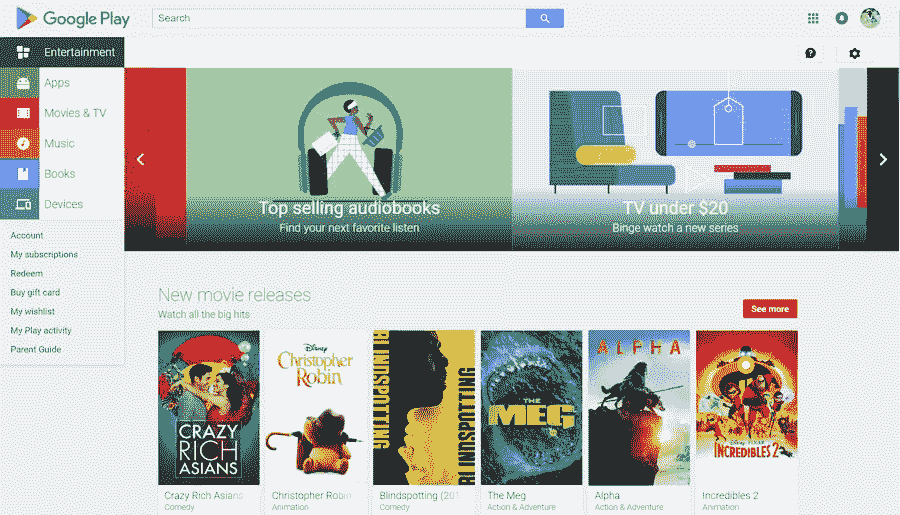 Google Play
Search
Entertainment
Apps
Movies & TV
Music
Books
Devices
Account
My subscriptions
Redeem
Buy gift card
My wishlist
My Play activity
Parent Guide
Top selling audiobooks
Find your next favorite listen
TV under $20
Binge watch a new series
New movie releases
Watch all the big hits
See more
CRAZY
RICH
ASIANS
Disney
Christopher
Robin
BLINDSPOTTING
BLINDSPOTTING
THE
MEG
ALPHA
DISNEY PIXAR
INCREDIBLES 2
Crazy Rich Asians
Comedy
Christopher Robin
Animation
Blindspotting (201
Comedy
The Meg
Action & Adventure
Alpha
Action & Adventure
Incredibles 2
Animation